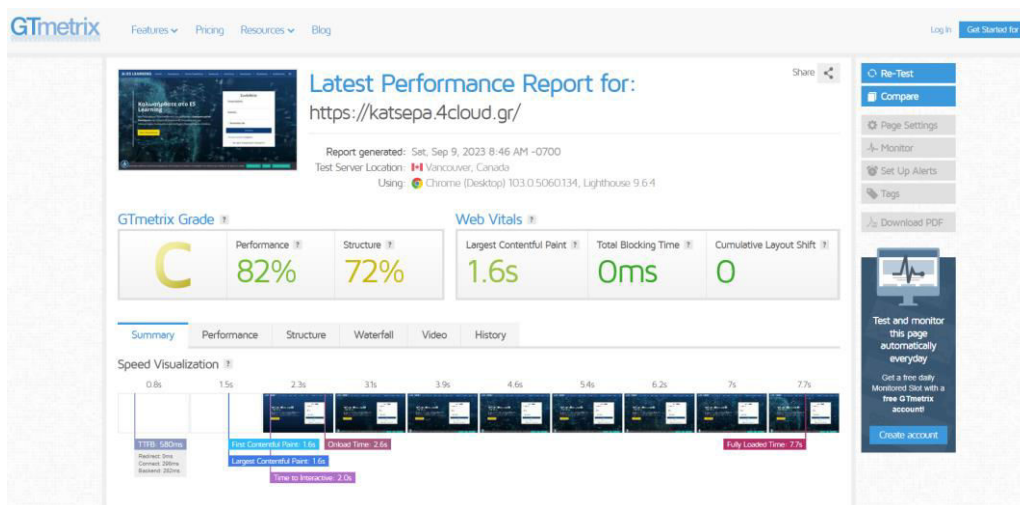 GTmetrix
Features Pricing Resources Blog
Log In Get Started for
Latest Performance Report for:
Share
https://katsepa.4cloud.gr/
Report generated: Sat, Sep 9, 2023 8:46 AM -0700
Test Server Location: Vancouver, Canada
Using: Chrome (Desktop) 103.0.5060.134, Lighthouse 9.6.4
Re-Test
Compare
Page Settings
Monitor
Set Up Alerts
Tags
Download PDF
GTmetrix Grade ?
Web Vitals ?
C
Performance ?
82%
Structure ?
72%
Largest Contentful Paint ?
1.6s
Total Blocking Time ?
0ms
Cumulative Layout Shift ?
0
Test and monitor
this page
automatically
everyday
Get a free daily
Monitored Slot with a
free GTmetrix
account!
Create account
Summary Performance Structure Waterfall Video History
Speed Visualization ?
0.8s 1.5s 2.3s 3.1s 3.9s 4.6s 5.4s 6.2s 7s 7.7s
TTFB: 580ms
Redirect: 0ms
Connect: 298ms
Backend: 282ms
First Contentful Paint: 1.6s
Onload Time: 2.6s
Fully Loaded Time: 7.7s
Largest Contentful Paint: 1.6s
Time to Interactive: 2.0s